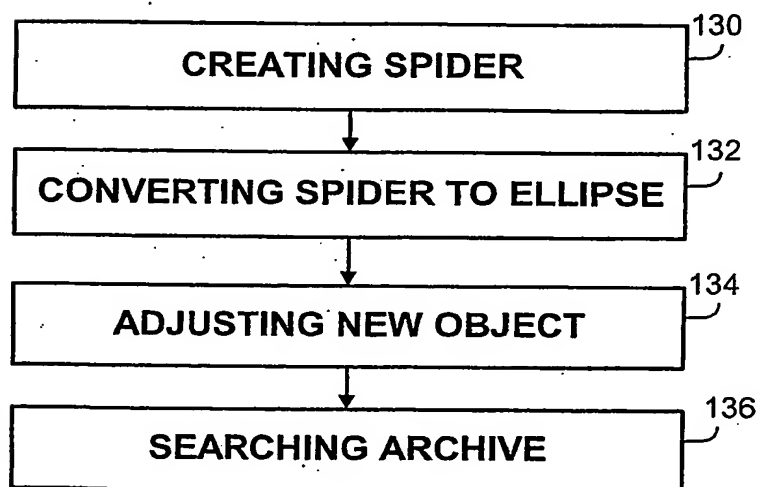 130
CREATING SPIDER
132
CONVERTING SPIDER TO ELLIPSE
134
ADJUSTING NEW OBJECT
136
SEARCHING ARCHIVE